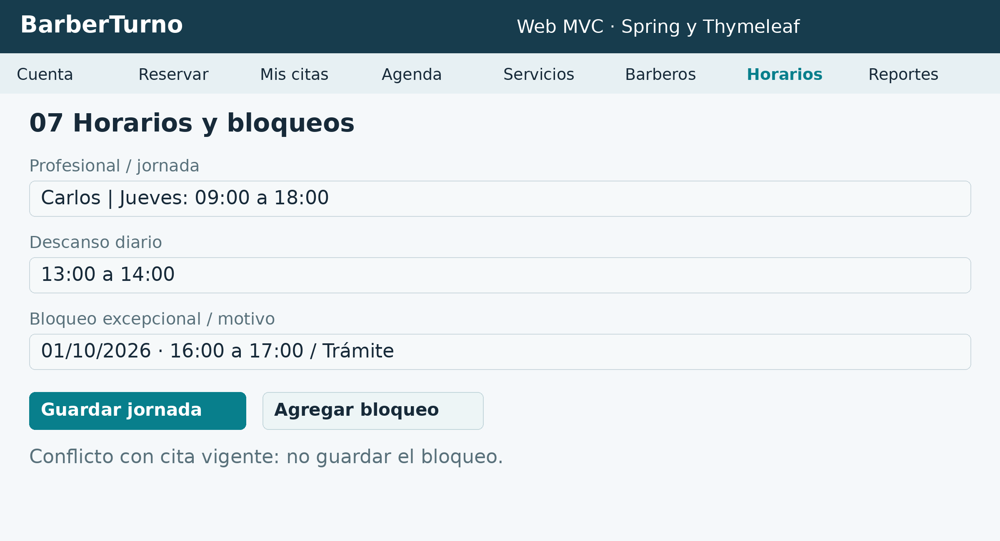 BarberTurno
Web MVC · Spring y Thymeleaf
Cuenta Reservar Mis citas Agenda Servicios Barberos Horarios Reportes
07 Horarios y bloqueos
Profesional / jornada
Carlos | Jueves: 09:00 a 18:00
Descanso diario
13:00 a 14:00
Bloqueo excepcional / motivo
01/10/2026 · 16:00 a 17:00 / Trámite
Guardar jornada
Agregar bloqueo
Conflicto con cita vigente: no guardar el bloqueo.